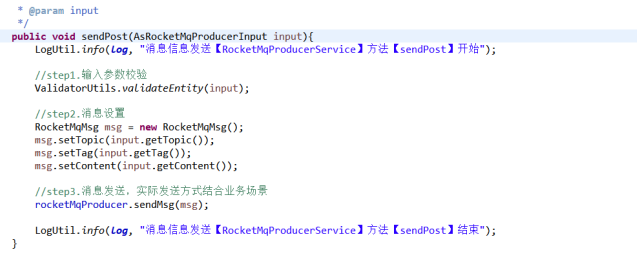 * @param input
*/
public void sendPost(AsRocketMqProducerInput input){
LogUtil.info(log, "消息信息发送【RocketMqProducerService】方法【sendPost】开始");
//step1.输入参数校验
ValidatorUtils.validateEntity(input);
//step2.消息设置
RocketMqMsg msg = new RocketMqMsg();
msg.setTopic(input.getTopic());
msg.setTag(input.getTag());
msg.setContent(input.getContent());
//step3.消息发送，实际发送方式结合业务场景
rocketMqProducer.sendMsg(msg);
LogUtil.info(log, "消息信息发送【RocketMqProducerService】方法【sendPost】结束");
}